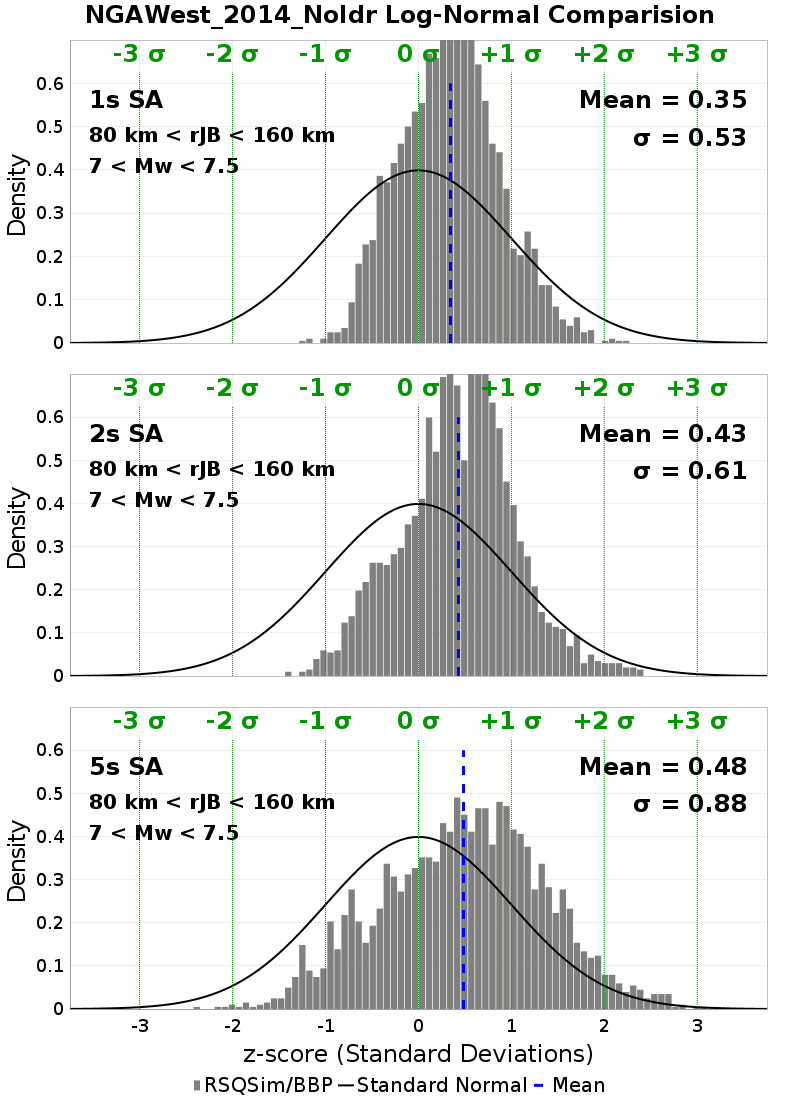 NGAWest_2014_NoIdr Log-Normal Comparision
-3 σ -2 σ -1 σ 0 σ +1 σ +2 σ +3 σ
0.6
1s SA Mean = 0.35
0.5
80 km < rJB < 160 km σ = 0.53
7 < Mw < 7.5
0.4
0.3
0.2
0.1
0
Density
-3 σ -2 σ -1 σ 0 σ +1 σ +2 σ +3 σ
0.6
2s SA Mean = 0.43
0.5
80 km < rJB < 160 km σ = 0.61
7 < Mw < 7.5
0.4
0.3
0.2
0.1
0
Density
-3 σ -2 σ -1 σ 0 σ +1 σ +2 σ +3 σ
0.6
5s SA Mean = 0.48
0.5
80 km < rJB < 160 km σ = 0.88
7 < Mw < 7.5
0.4
0.3
0.2
0.1
0
Density
-3 -2 -1 0 1 2 3
z-score (Standard Deviations)
RSQSim/BBP Standard Normal Mean